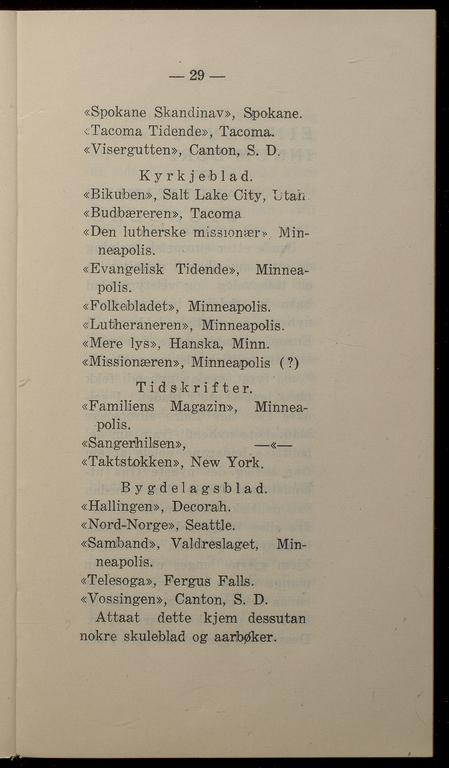 — 29 —
«Spokane Skandinav», Spokane.
«Tacoma Tidende», Tacoma.
«Visergutten», Canton, S. D.
Kyrkjeblad.
«Bikuben», Salt Lake City, Utah
«Budbæreren», Tacoma
«Den lutherske missionær» Min-
neapolis.
«Evangelisk Tidende», Minnea-
polis.
«Folkebladet», Minneapolis.
«Lutheraneren», Minneapolis.
«Mere lys», Hanska, Minn.
«Missionæren», Minneapolis (?)
Tidskrifter.
«Familiens Magazin», Minnea-
polis.
«Sangerhilsen», —«—
«Taktstokken», New York.
Bygdelagsblad.
«Hallingen», Decorah.
«Nord-Norge», Seattle.
«Samband», Valdreslaget, Min-
neapolis.
«Telesoga», Fergus Falls.
«Vossingen», Canton, S. D.
Attaat dette kjem dessutan
nokre skuleblad og aarbøker.